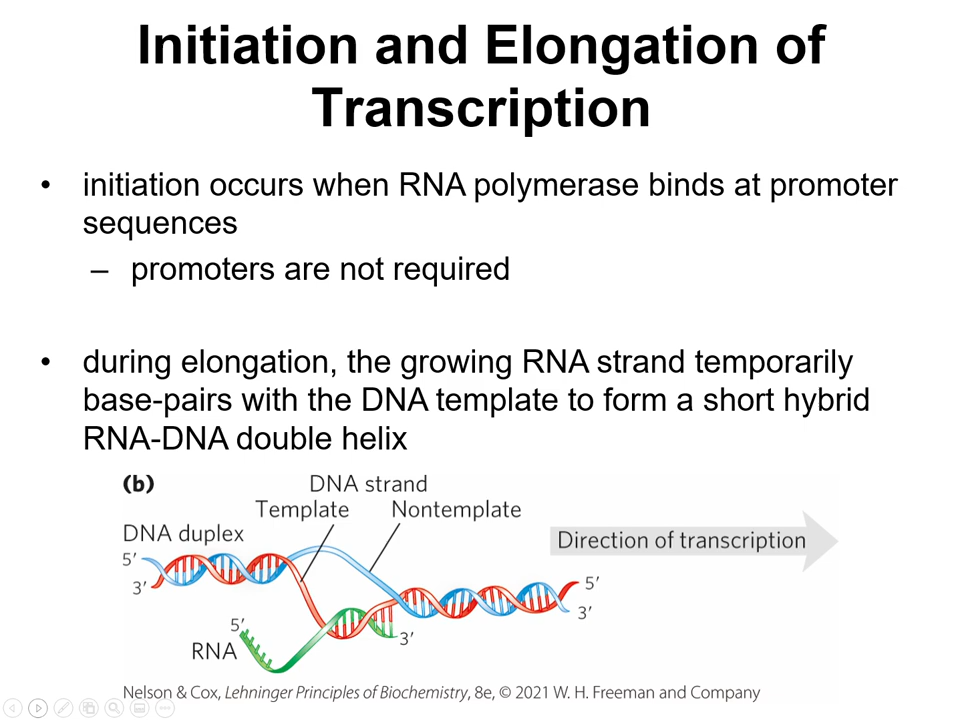 Initiation and Elongation of
Transcription
• initiation occurs when RNA polymerase binds at promoter
sequences
– promoters are not required
• during elongation, the growing RNA strand temporarily
base-pairs with the DNA template to form a short hybrid
RNA-DNA double helix
(b)
DNA strand
Template
Nontemplate
DNA duplex
Direction of transcription
5′
3′
5′
3′
5′
3′
RNA
Nelson & Cox, Lehninger Principles of Biochemistry, 8e, © 2021 W. H. Freeman and Company